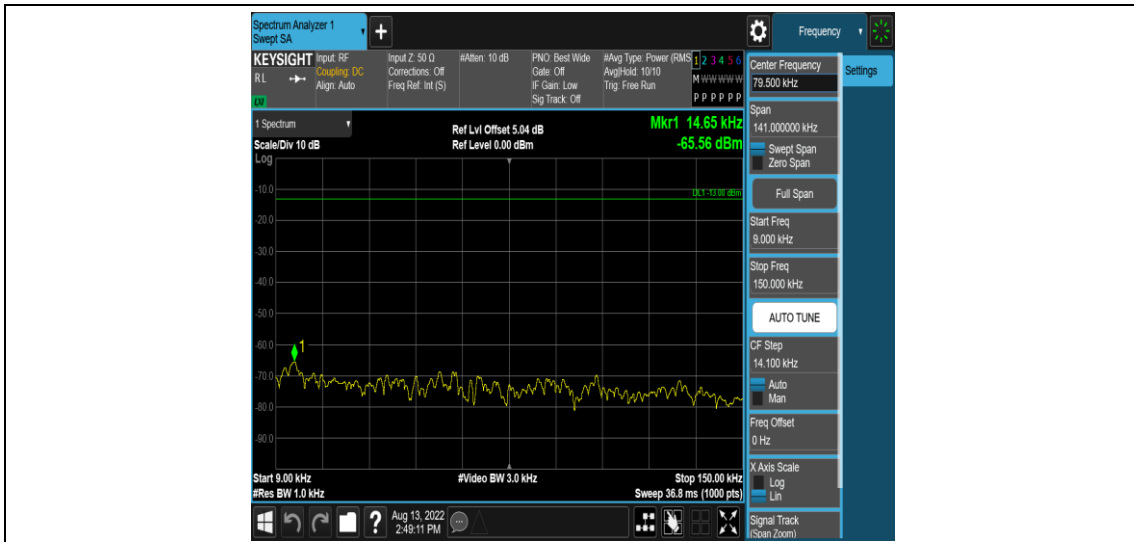 Spectrum Analyzer 1
Swept SA
+
Frequency
KEYSIGHT
RL
LM
Input: RF
Coupling: DC
Align: Auto
Input Z: 50 Ω
Corrections: Off
Freq Ref: Int (S)
#Atten: 10 dB
PNO: Best Wide
Gate: Off
IF Gain: Low
Sig Track: Off
#Avg Type: Power (RMS
Avg|Hold: 10/10
Trig: Free Run
1 2 3 4 5 6
M W W W W W
P P P P P P
1 Spectrum
Scale/Div 10 dB
Log
Ref Lvl Offset 5.04 dB
Ref Level 0.00 dBm
Mkr1 14.65 kHz
-65.56 dBm
DL1 -13.00 dBm
-10.0
-20.0
-30.0
-40.0
-50.0
-60.0
-70.0
-80.0
-90.0
1
Start 9.00 kHz
#Res BW 1.0 kHz
#Video BW 3.0 kHz
Stop 150.00 kHz
Sweep 36.8 ms (1000 pts)
Center Frequency
79.500 kHz
Settings
Span
141.000000 kHz
Swept Span
Zero Span
Full Span
Start Freq
9.000 kHz
Stop Freq
150.000 kHz
AUTO TUNE
CF Step
14.100 kHz
Auto
Man
Freq Offset
0 Hz
X Axis Scale
Log
Lin
Signal Track
(Span Zoom)
?
Aug 13, 2022
2:49:11 PM